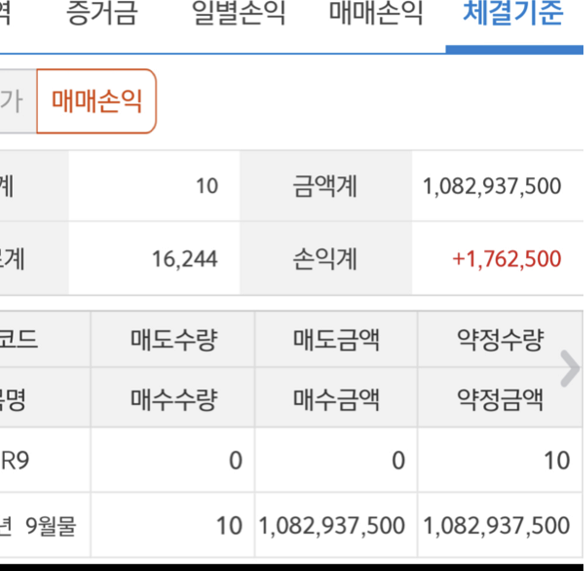 역 증거금 일별손익 매매손익 체결기준
가 매매손익
계 10 금액계 1,082,937,500
료계 16,244 손익계 +1,762,500
코드 매도수량 매도금액 약정수량
목명 매수수량 매수금액 약정금액
R9 0 0 10
년 9월물 10 1,082,937,500 1,082,937,500